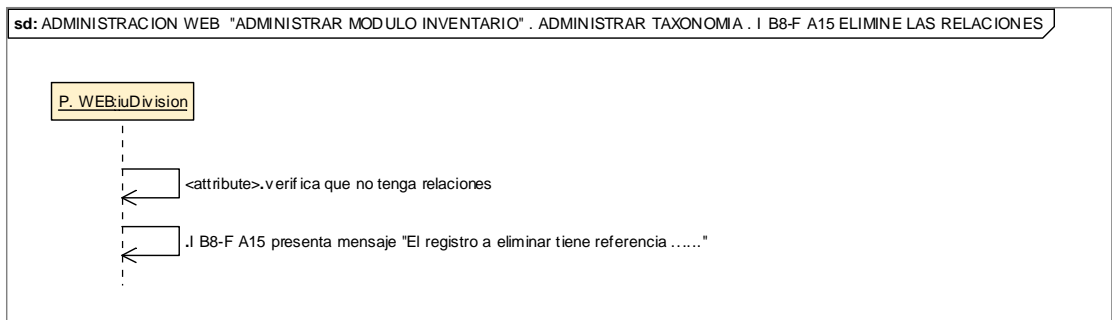 sd: ADMINISTRACION WEB "ADMINISTRAR MODULO INVENTARIO" . ADMINISTRAR TAXONOMIA . I B8-F A15 ELIMINE LAS RELACIONES
P. WEB:iuDivision
<attribute>.verifica que no tenga relaciones
.I B8-F A15 presenta mensaje "El registro a eliminar tiene referencia ......"